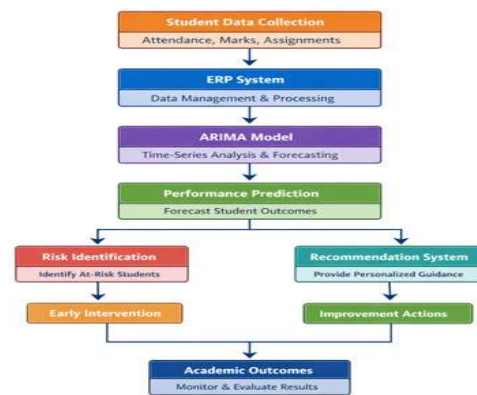 Student Data Collection
Attendance, Marks, Assignments
ERP System
Data Management & Processing
ARIMA Model
Time-Series Analysis & Forecasting
Performance Prediction
Forecast Student Outcomes
Risk Identification
Identify At-Risk Students
Recommendation System
Provide Personalized Guidance
Early Intervention
Improvement Actions
Academic Outcomes
Monitor & Evaluate Results